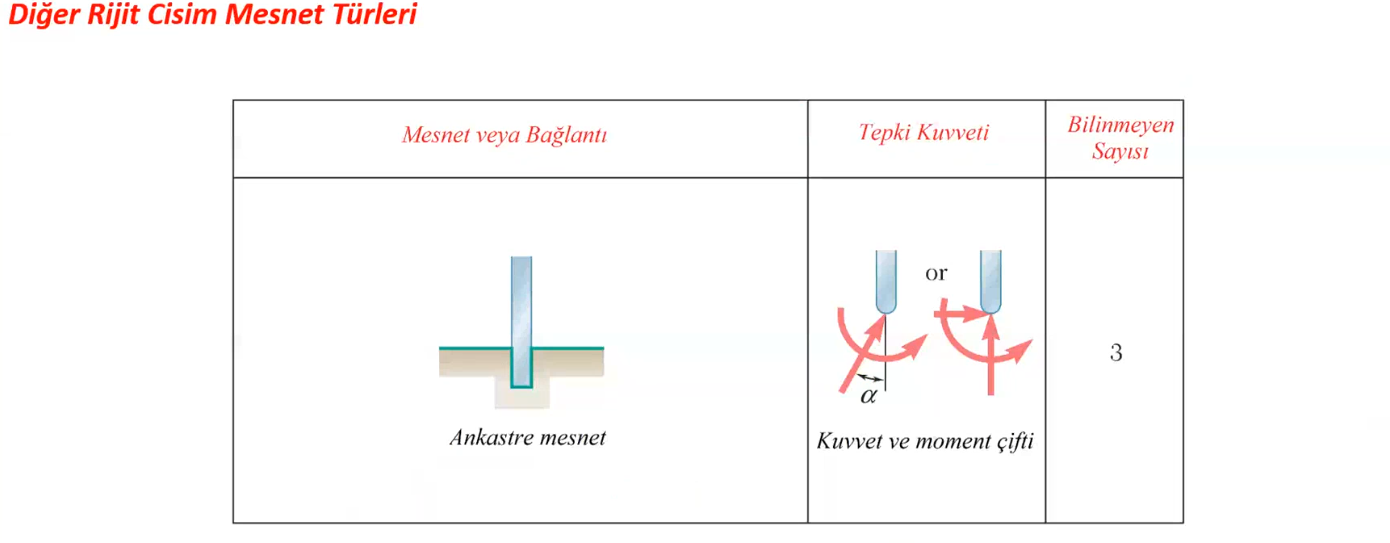 Diğer Rijit Cisim Mesnet Türleri
Mesnet veya Bağlantı
Tepki Kuvveti
Bilinmeyen
Sayısı
or
α
3
Ankastre mesnet
Kuvvet ve moment çifti